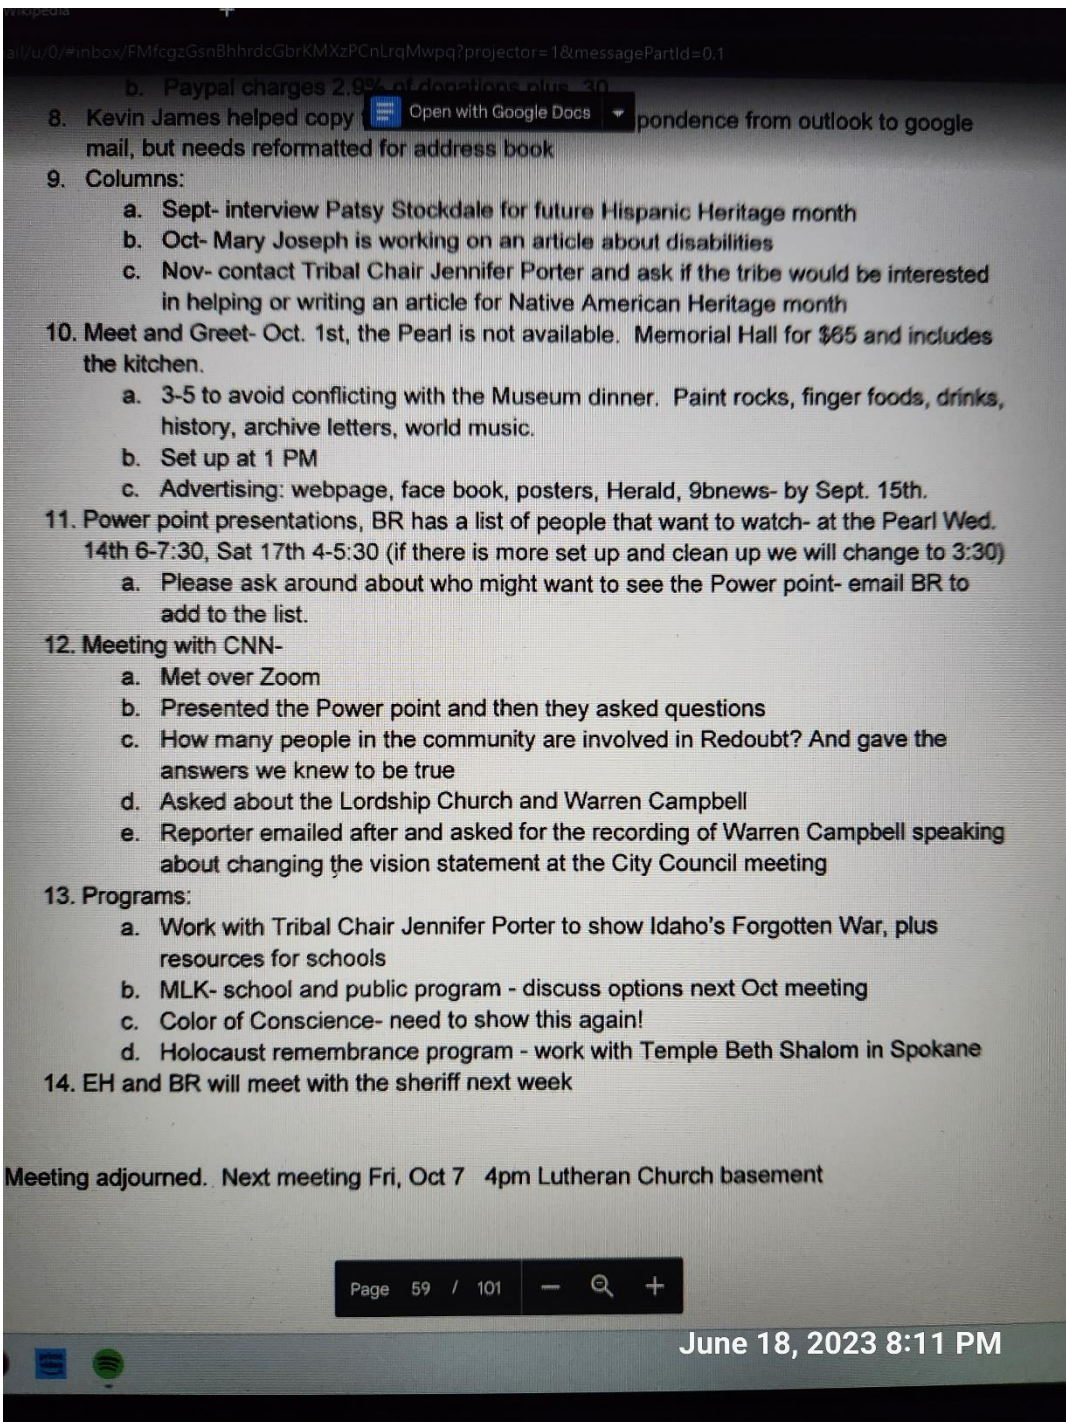 Wikipedia
ail/u/0/#inbox/FMfcgzGsnBhhrdcGbrKMXzPCnLrqMwpq?projector=1&messagePartId=0.1
b. Paypal charges 2.9% of donations plus .30
8. Kevin James helped copy
Open with Google Docs
pondence from outlook to google
mail, but needs reformatted for address book
9. Columns:
a. Sept- interview Patsy Stockdale for future Hispanic Heritage month
b. Oct- Mary Joseph is working on an article about disabilities
c. Nov- contact Tribal Chair Jennifer Porter and ask if the tribe would be interested
in helping or writing an article for Native American Heritage month
10. Meet and Greet- Oct. 1st, the Pearl is not available. Memorial Hall for $65 and includes
the kitchen.
a. 3-5 to avoid conflicting with the Museum dinner. Paint rocks, finger foods, drinks,
history, archive letters, world music.
b. Set up at 1 PM
c. Advertising: webpage, face book, posters, Herald, 9bnews- by Sept. 15th.
11. Power point presentations, BR has a list of people that want to watch- at the Pearl Wed.
14th 6-7:30, Sat 17th 4-5:30 (if there is more set up and clean up we will change to 3:30)
a. Please ask around about who might want to see the Power point- email BR to
add to the list.
12. Meeting with CNN-
a. Met over Zoom
b. Presented the Power point and then they asked questions
c. How many people in the community are involved in Redoubt? And gave the
answers we knew to be true
d. Asked about the Lordship Church and Warren Campbell
e. Reporter emailed after and asked for the recording of Warren Campbell speaking
about changing the vision statement at the City Council meeting
13. Programs:
a. Work with Tribal Chair Jennifer Porter to show Idaho's Forgotten War, plus
resources for schools
b. MLK- school and public program - discuss options next Oct meeting
c. Color of Conscience- need to show this again!
d. Holocaust remembrance program - work with Temple Beth Shalom in Spokane
14. EH and BR will meet with the sheriff next week
Meeting adjourned. Next meeting Fri, Oct 7 4pm Lutheran Church basement
Page 59 / 101
June 18, 2023 8:11 PM
prime video